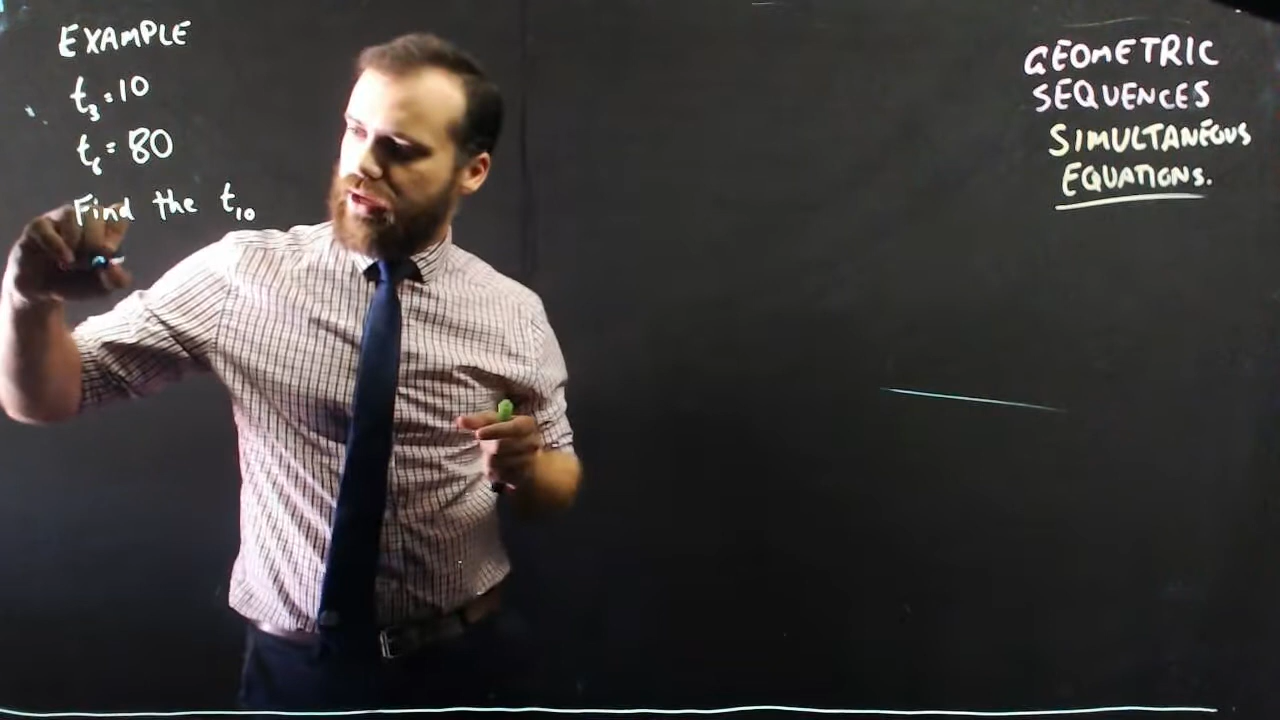 EXAMPLE
t₃ = 10
t₆ = 80
Find the t₁₀
GEOMETRIC
SEQUENCES
SIMULTANEOUS
EQUATIONS.